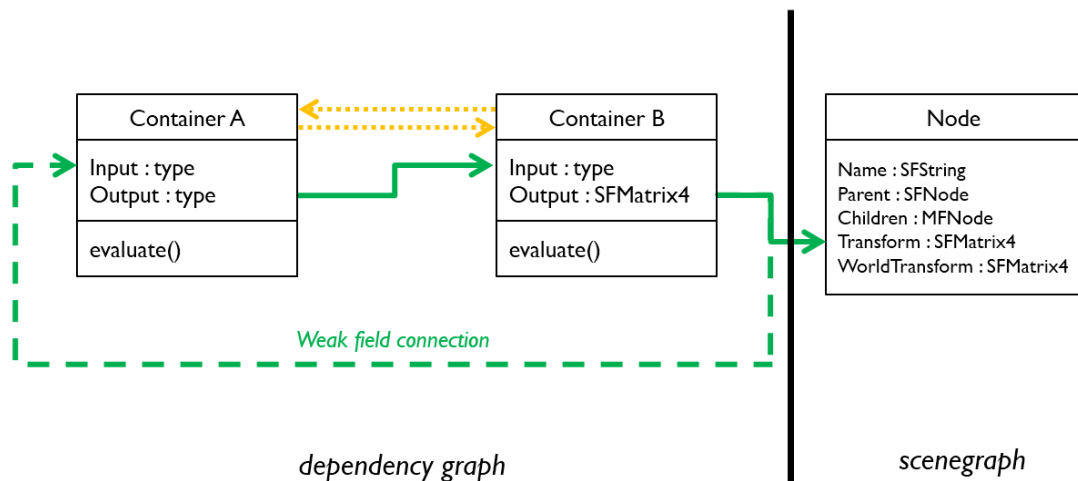 Container A
Input : type
Output : type
evaluate()
Container B
Input : type
Output : SFMatrix4
evaluate()
Node
Name : SFString
Parent : SFNode
Children : MFNode
Transform : SFMatrix4
WorldTransform : SFMatrix4
Weak field connection
dependency graph
scenegraph